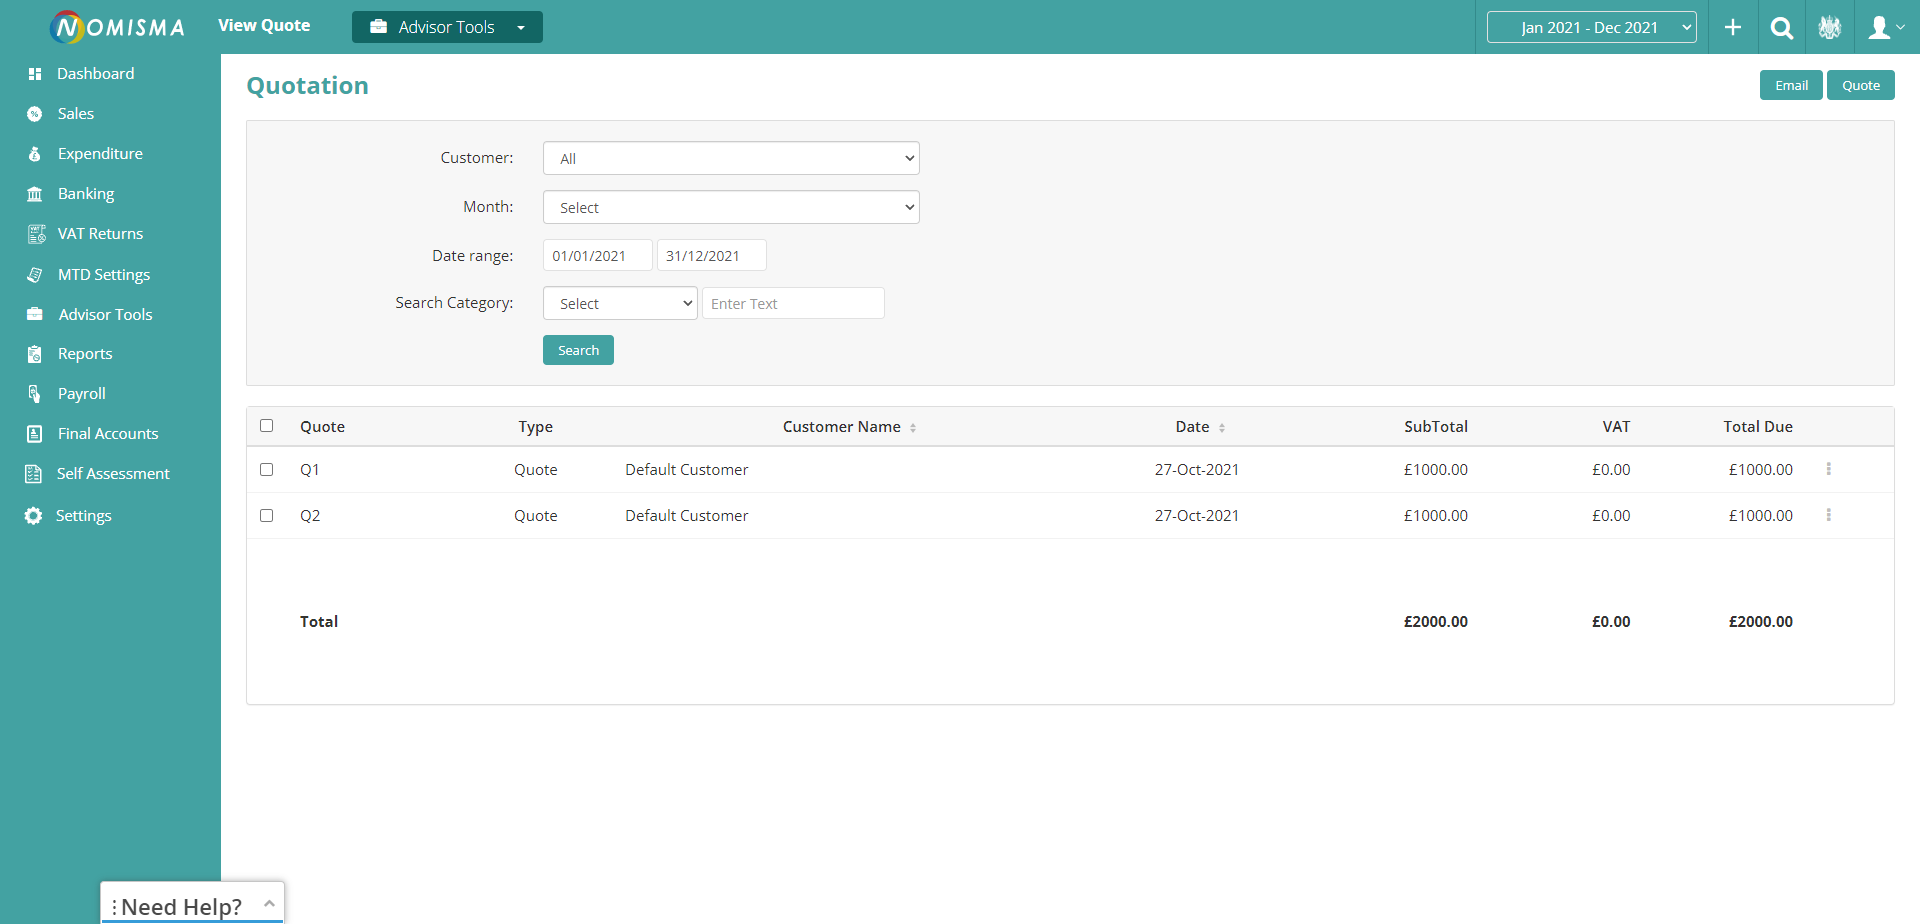 NOMISMA View Quote Advisor Tools Jan 2021 - Dec 2021
Dashboard
Sales
Expenditure
Banking
VAT Returns
MTD Settings
Advisor Tools
Reports
Payroll
Final Accounts
Self Assessment
Settings
Quotation Email Quote
Customer: All
Month: Select
Date range: 01/01/2021 31/12/2021
Search Category: Select Enter Text
Search
Quote Type Customer Name Date SubTotal VAT Total Due
Q1 Quote Default Customer 27-Oct-2021 £1000.00 £0.00 £1000.00
Q2 Quote Default Customer 27-Oct-2021 £1000.00 £0.00 £1000.00
Total £2000.00 £0.00 £2000.00
Need Help?